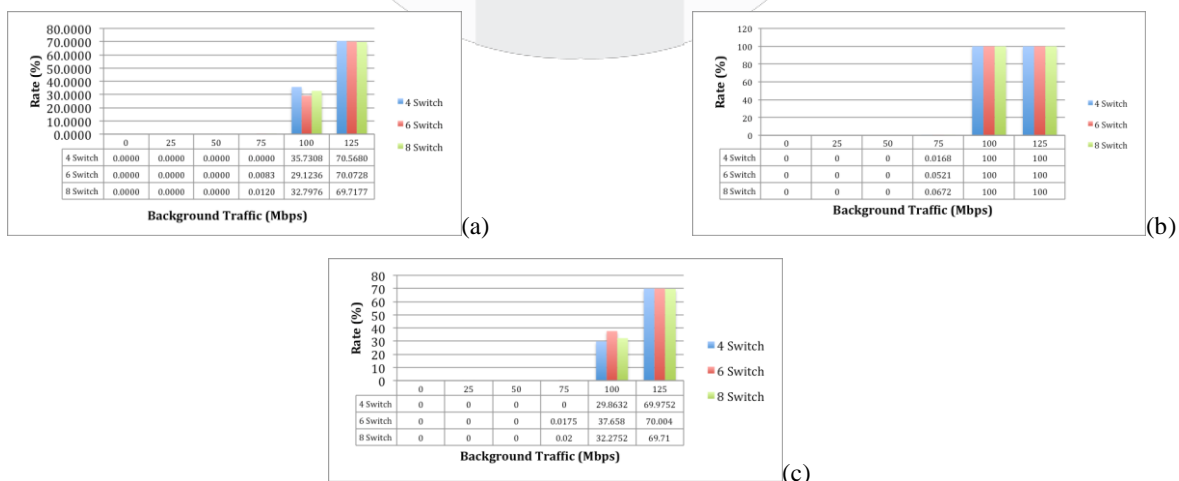 80.0000
70.0000
60.0000
50.0000
40.0000
30.0000
20.0000
10.0000
0.0000
Rate (%)
0 25 50 75 100 125
4 Switch 0.0000 0.0000 0.0000 0.0000 35.7308 70.5680
6 Switch 0.0000 0.0000 0.0000 0.0083 29.1236 70.0728
8 Switch 0.0000 0.0000 0.0000 0.0120 32.7976 69.7177
Background Traffic (Mbps)
4 Switch
6 Switch
8 Switch
(a)
120
100
80
60
40
20
0
Rate (%)
0 25 50 75 100 125
4 Switch 0 0 0 0.0168 100 100
6 Switch 0 0 0 0.0521 100 100
8 Switch 0 0 0 0.0672 100 100
Background Traffic (Mbps)
4 Switch
6 Switch
8 Switch
(b)
80
70
60
50
40
30
20
10
0
Rate (%)
0 25 50 75 100 125
4 Switch 0 0 0 0 29.8632 69.9752
6 Switch 0 0 0 0.0175 37.658 70.004
8 Switch 0 0 0 0.02 32.2752 69.71
Background Traffic (Mbps)
4 Switch
6 Switch
8 Switch
(c)